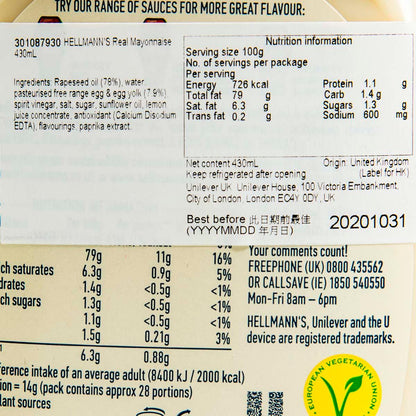 TRY OUR RANGE OF SAUCES FOR MORE GREAT FLAVOUR:
301087930 HELLMANN'S Real Mayonnaise
430mL
Ingredients: Rapeseed oil (78%), water
pasteurised free range egg & egg yolk (7.9%)
spirit vinegar, salt, sugar, sunflower oil, lemon
juice concentrate, antioxidant (Calcium Disodium
EDTA), flavourings, paprika extract.
Nutrition information
Serving size 100g
No. of servings per package
Per serving
Energy 726 kcal Protein 1.1 g
Total fat 79 g Carb 1.4 g
Sat. fat 6.3 g Sugars 1.3 g
Trans fat 0.2 g Sodium 600 mg
Net content 430mL Origin: United Kingdom
Keep refrigerated after opening (Label for HK)
Unilever UK Unilever House, 100 Victoria Embankment,
City of London, London EC4Y 0DY, UK
Best before 此日期前最佳 20201031
(YYYYMMDD 年月日)
79g 11g 16%
ch saturates 6.3g 0.9g 5%
drates 1.4g <0.5g <1%
ch sugars 1.3g <0.5g <1%
1.1g <0.5g <1%
1.5g 0.21g 3%
6.3g 0.88g
ference intake of an average adult (8400 kJ / 2000 kcal)
ion = 14g (pack contains approx 28 portions)
lant sources
Your comments count!
FREEPHONE (UK) 0800 435562
OR CALLSAVE (IE) 1850 540550
Mon-Fri 8am – 6pm
HELLMANN'S, Unilever and the U
device are registered trademarks.
EUROPEAN VEGETARIAN UNION